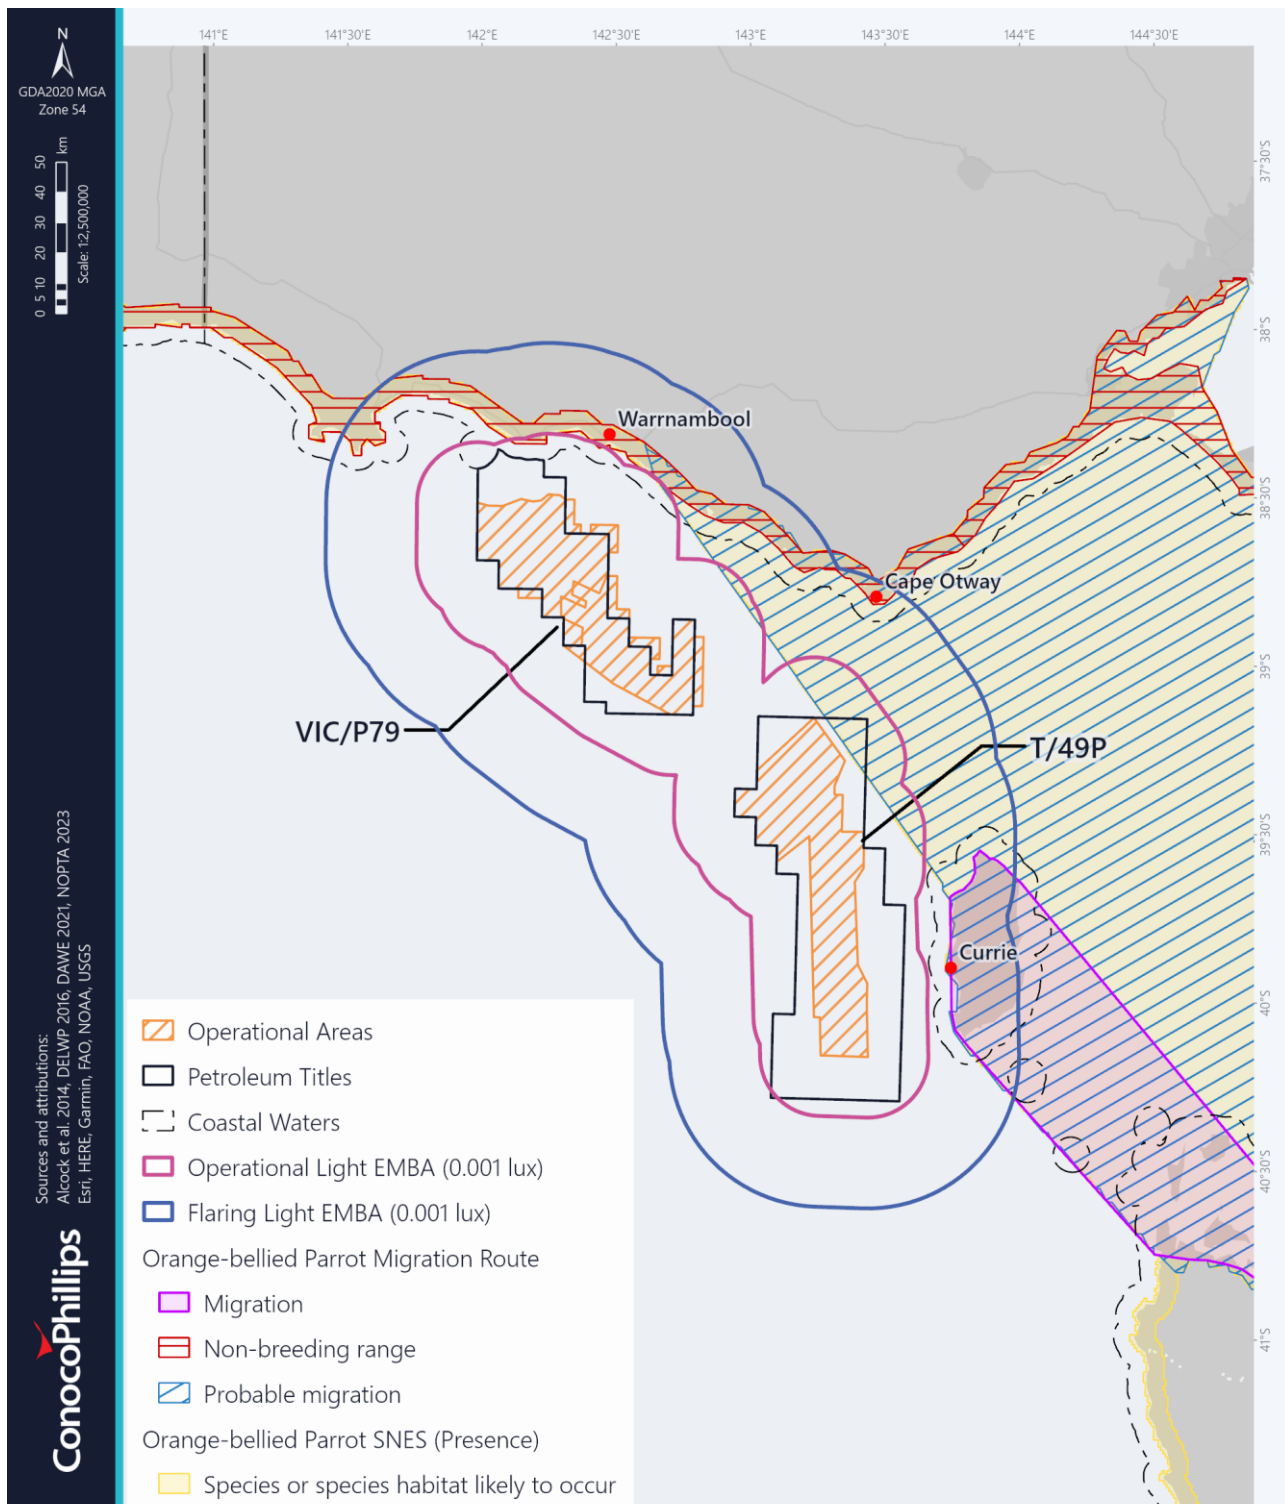 141°E 141°30'E 142°E 142°30'E 143°E 143°30'E 144°E 144°30'E
N
GDA2020 MGA
Zone 54
0 5 10 20 30 40 50 km
Scale: 1:2,500,000
37°30'S
38°S
38°30'S
39°S
39°30'S
40°S
40°30'S
41°S
Warrnambool
Cape Otway
VIC/P79
T/49P
Currie
Operational Areas
Petroleum Titles
Coastal Waters
Operational Light EMBA (0.001 lux)
Flaring Light EMBA (0.001 lux)
Orange-bellied Parrot Migration Route
Migration
Non-breeding range
Probable migration
Orange-bellied Parrot SNES (Presence)
Species or species habitat likely to occur
Sources and attributions:
Alcock et al. 2014, DELWP 2016, DAWE 2021, NOPTA 2023
Esri, HERE, Garmin, FAO, NOAA, USGS
ConocoPhillips